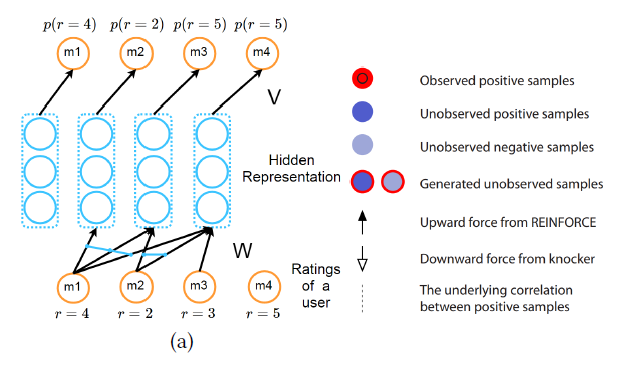 p(r = 4) p(r = 2) p(r = 5) p(r = 5)
m1 m2 m3 m4
V
Hidden
Representation
W
m1 m2 m3 m4
r = 4 r = 2 r = 3 r = 5
Ratings
of a
user
(a)
Observed positive samples
Unobserved positive samples
Unobserved negative samples
Generated unobserved samples
Upward force from REINFORCE
Downward force from knocker
The underlying correlation
between positive samples